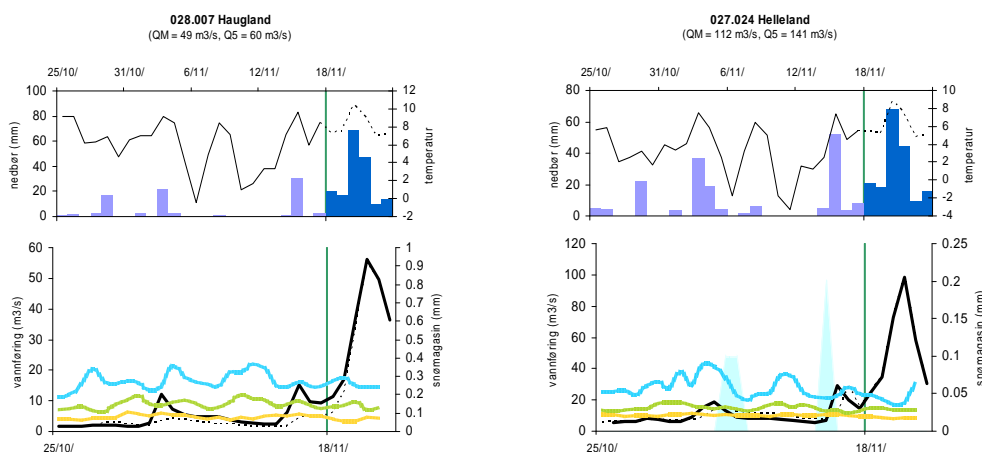 028.007 Haugland
(QM = 49 m3/s, Q5 = 60 m3/s)
25/10/ 31/10/ 6/11/ 12/11/ 18/11/
100 12
10
80 8
60 6
4
40 2
20 0
0 -2
nedbør (mm)
temperatur
60 1
0.9
50 0.8
40 0.7
0.6
30 0.5
20 0.4
0.3
10 0.2
0.1
0 0
vannføring (m3/s)
snømagasin (mm)
25/10/ 18/11/
027.024 Helleland
(QM = 112 m3/s, Q5 = 141 m3/s)
25/10/ 31/10/ 6/11/ 12/11/ 18/11/
80 10
8
60 6
4
40 2
0
20 -2
0 -4
nedbør (mm)
temperatur
120 0.25
100 0.2
80 0.15
60
40 0.1
20 0.05
0 0
vannføring (m3/s)
snømagasin (mm)
25/10/ 18/11/